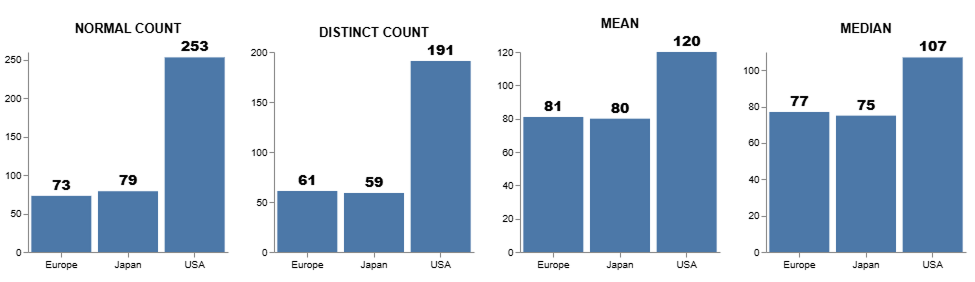 NORMAL COUNT
253
250
200
150
100
50
0
73
79
Europe
Japan
USA
DISTINCT COUNT
191
200
150
100
50
0
61
59
Europe
Japan
USA
MEAN
120
120
100
80
60
40
20
0
81
80
Europe
Japan
USA
MEDIAN
107
100
80
60
40
20
0
77
75
Europe
Japan
USA